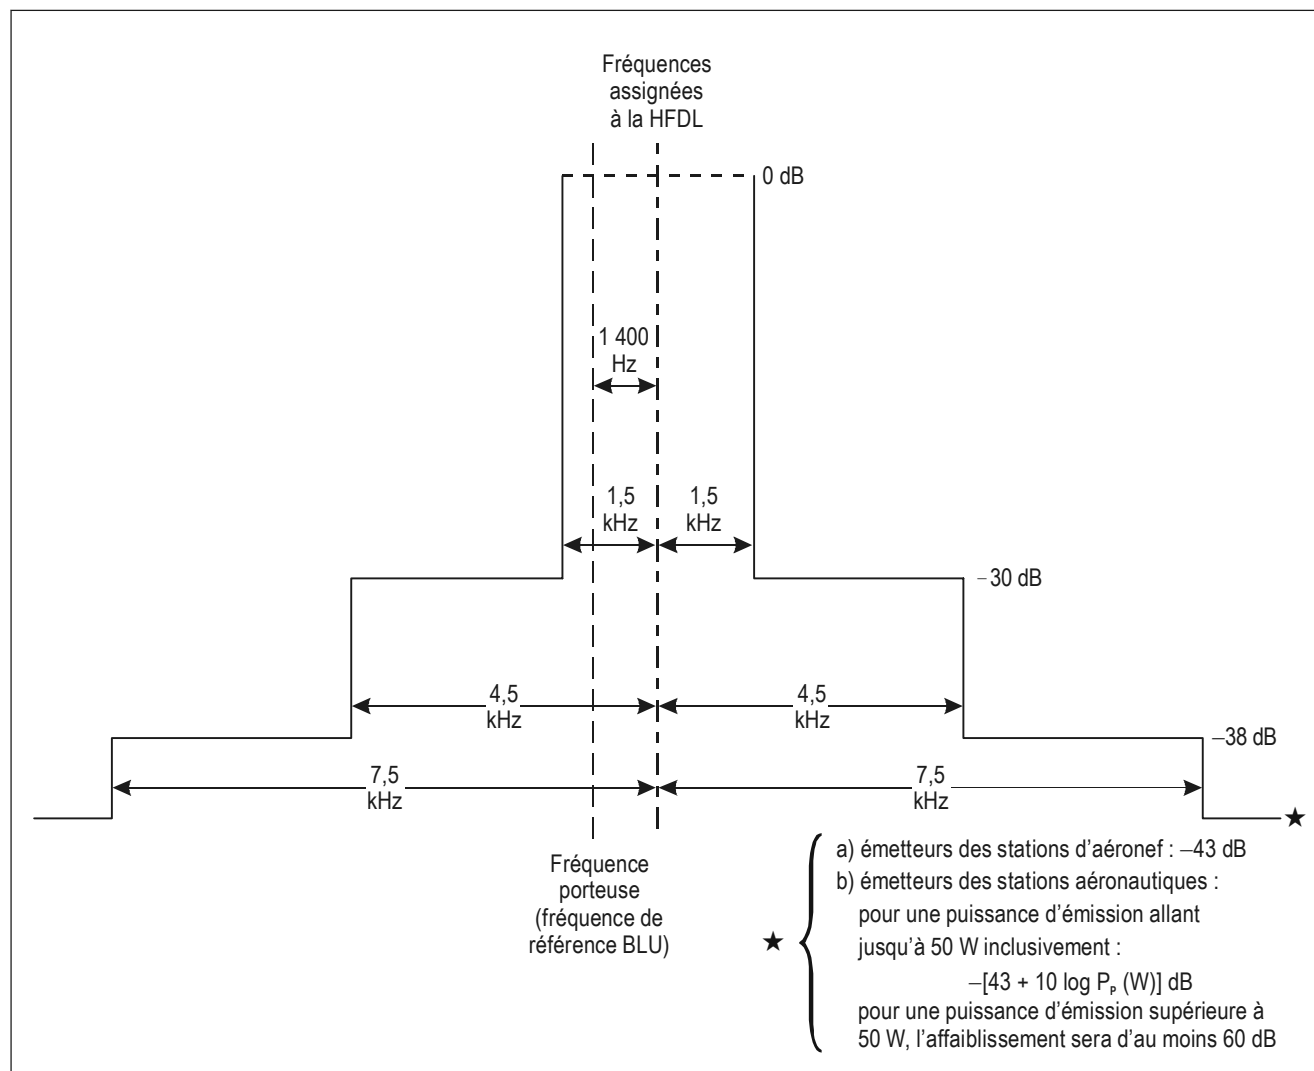 Fréquences
assignées
à la HFDL
0 dB
1 400
Hz
1,5
kHz
1,5
kHz
–30 dB
4,5
kHz
4,5
kHz
–38 dB
7,5
kHz
7,5
kHz
★
Fréquence
porteuse
(fréquence de
référence BLU)
★
a) émetteurs des stations d’aéronef : –43 dB
b) émetteurs des stations aéronautiques :
pour une puissance d’émission allant
jusqu’à 50 W inclusivement :
–[43 + 10 log Pₚ (W)] dB
pour une puissance d’émission supérieure à
50 W, l’affaiblissement sera d’au moins 60 dB